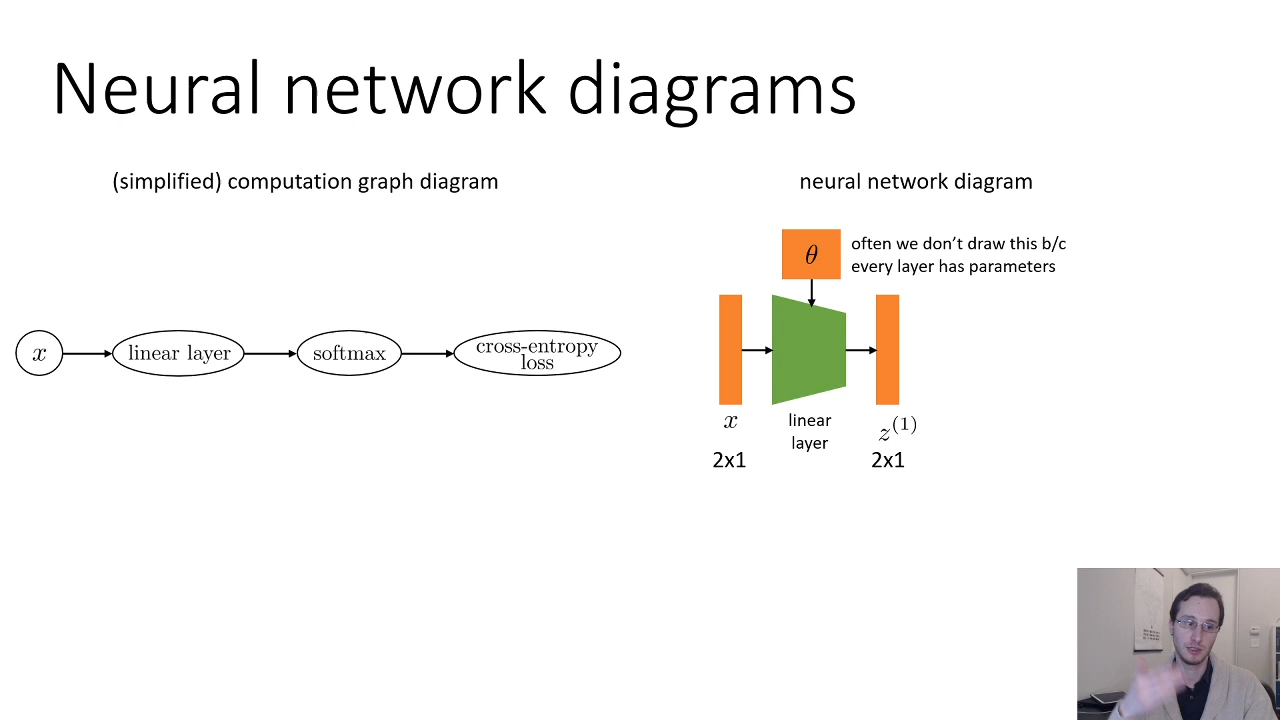 Neural network diagrams
(simplified) computation graph diagram
x
linear layer
softmax
cross-entropy
loss
neural network diagram
θ
often we don't draw this b/c
every layer has parameters
x
2x1
linear
layer
z^(1)
2x1